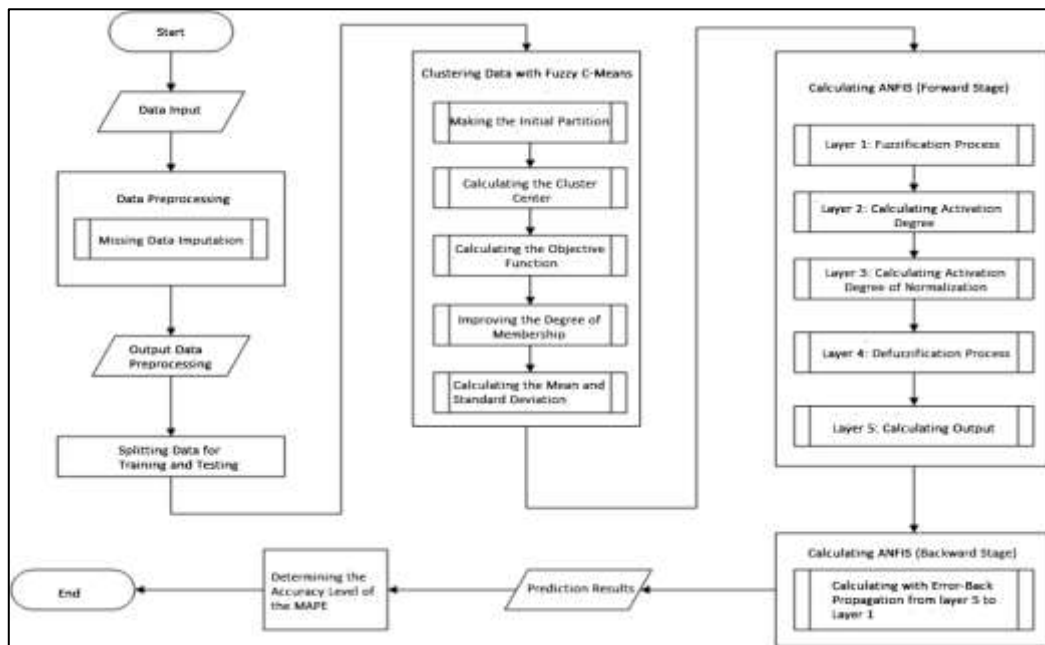 Start
Data Input
Data Preprocessing
Missing Data Imputation
Output Data
Preprocessing
Splitting Data for
Training and Testing
Clustering Data with Fuzzy C-Means
Making the Initial Partition
Calculating the Cluster
Center
Calculating the Objective
Function
Improving the Degree of
Membership
Calculating the Mean and
Standard Deviation
Calculating ANFIS (Forward Stage)
Layer 1: Fuzzification Process
Layer 2: Calculating Activation
Degree
Layer 3: Calculating Activation
Degree of Normalization
Layer 4: Defuzzification Process
Layer 5: Calculating Output
Calculating ANFIS (Backward Stage)
Calculating with Error-Back
Propagation from layer 5 to
Layer 1
Prediction Results
Determining the
Accuracy Level of
the MAPE
End